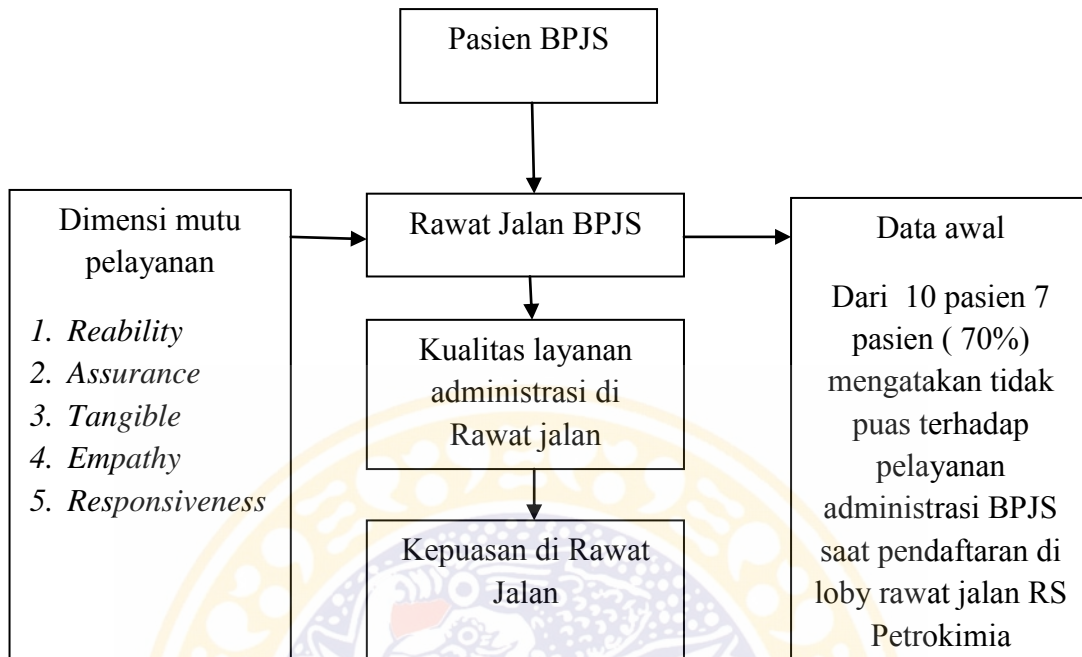 Pasien BPJS
Dimensi mutu
pelayanan
1. Reability
2. Assurance
3. Tangible
4. Empathy
5. Responsiveness
Rawat Jalan BPJS
Kualitas layanan
administrasi di
Rawat jalan
Kepuasan di Rawat
Jalan
Data awal
Dari 10 pasien 7
pasien ( 70%)
mengatakan tidak
puas terhadap
pelayanan
administrasi BPJS
saat pendaftaran di
loby rawat jalan RS
Petrokimia